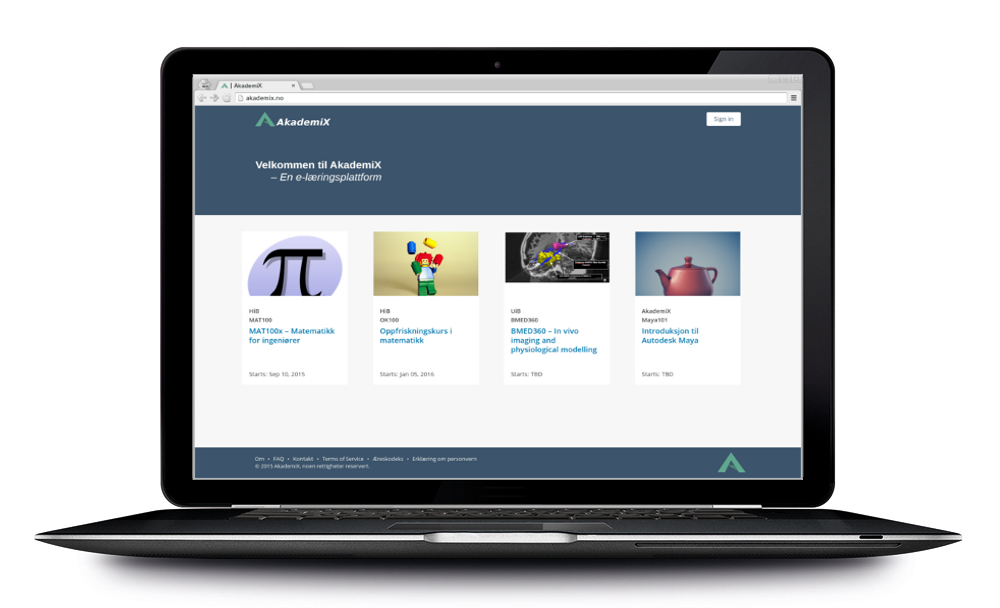 AkademiX
akademix.no
AkademiX
Sign in
Velkommen til AkademiX
– En e-læringsplattform
π
HiB
MAT100
MAT100x – Matematikk
for ingeniører
Starts: Sep 10, 2015
HiB
OK100
Oppfriskningskurs i
matematikk
Starts: Jan 05, 2016
UiB
BMED360
BMED360 – In vivo
imaging and
physiological modelling
Starts: TBD
AkademiX
Maya101
Introduksjon til
Autodesk Maya
Starts: TBD
Om • FAQ • Kontakt • Terms of Service • Æreskodeks • Erklæring om personvern
© 2015 AkademiX, noen rettigheter reservert.